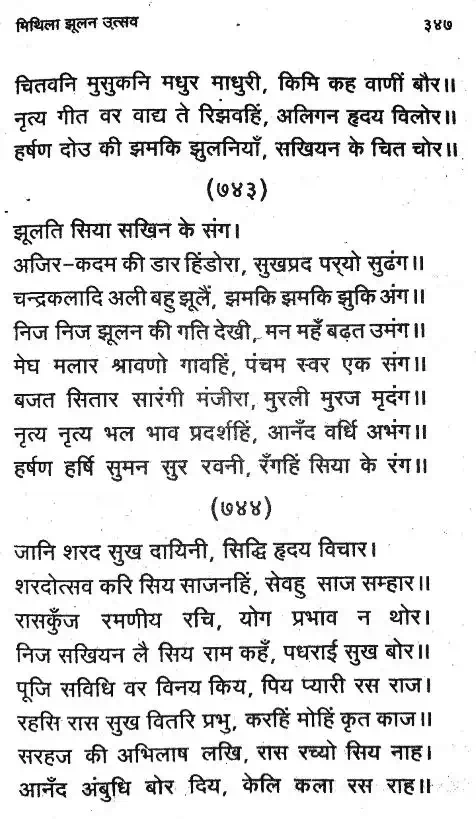 मिथिला झूलन उत्सव ३४७
चितवनि मुसुकनि मधुर माधुरी, किमि कह वाणीं बौर॥
नृत्य गीत वर वाद्य ते रिझवहिं, अलिगन हृदय विलोर॥
हर्षण दोउ की झमकि झुलनियाँ, सखियन के चित चोर॥
(७४३)
झूलति सिया सखिन के संग।
अजिर-कदम की डार हिंडोरा, सुखप्रद पर्‌यो सुढंग॥
चन्द्रकलादि अली बहु झूलैं, झमकि झमकि झुकि अंग॥
निज निज झूलन की गति देखी, मन महँ बढ़त उमंग॥
मेघ मलार श्रावणो गावहिं, पंचम स्वर एक संग॥
बजत सितार सारंगी मंजीरा, मुरली मुरज मृदंग॥
नृत्य नृत्य भल भाव प्रदर्शहिं, आनँद वर्धि अभंग॥
हर्षण हर्षि सुमन सुर रवनी, रँगहिं सिया के रंग॥
(७४४)
जानि शरद सुख दायिनी, सिद्धि हृदय विचार।
शरदोत्सव करि सिय साजनहिं, सेवहु साज सम्हार॥
रासकुँज रमणीय रचि, योग प्रभाव न थोर।
निज सखियन लै सिय राम कहँ, पधराई सुख बोर॥
पूजि सविधि वर विनय किय, पिय प्यारी रस राज।
रहसि रास सुख वितरि प्रभु, करहिं मोहिं कृत काज॥
सरहज की अभिलाष लखि, रास रच्यो सिय नाह।
आनँद अंबुधि बोर दिय, केलि कला रस राह॥